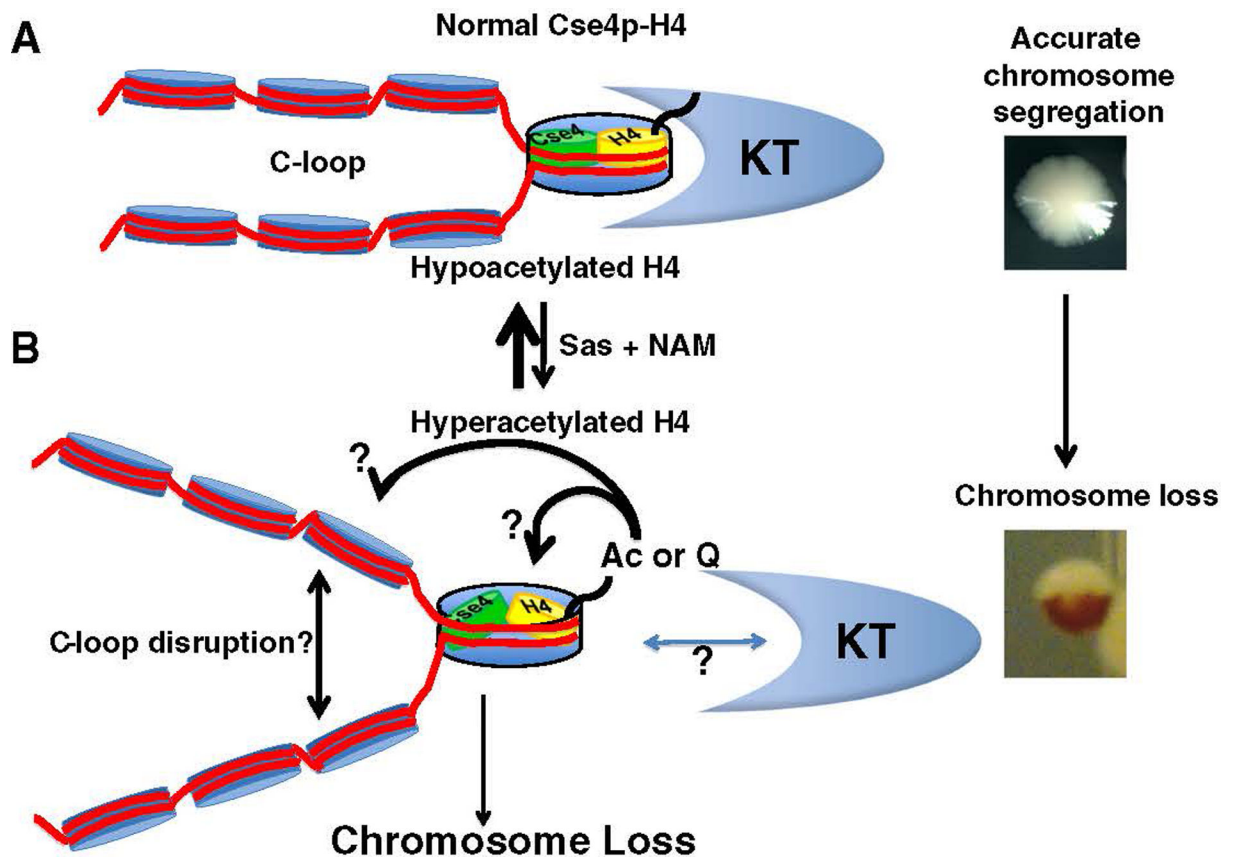 A
Normal Cse4p-H4
Accurate
chromosome
segregation
Cse4
H4
KT
C-loop
Hypoacetylated H4
B
Sas + NAM
Hyperacetylated H4
?
Chromosome loss
?
Ac or Q
Cse4
H4
C-loop disruption?
?
KT
Chromosome Loss